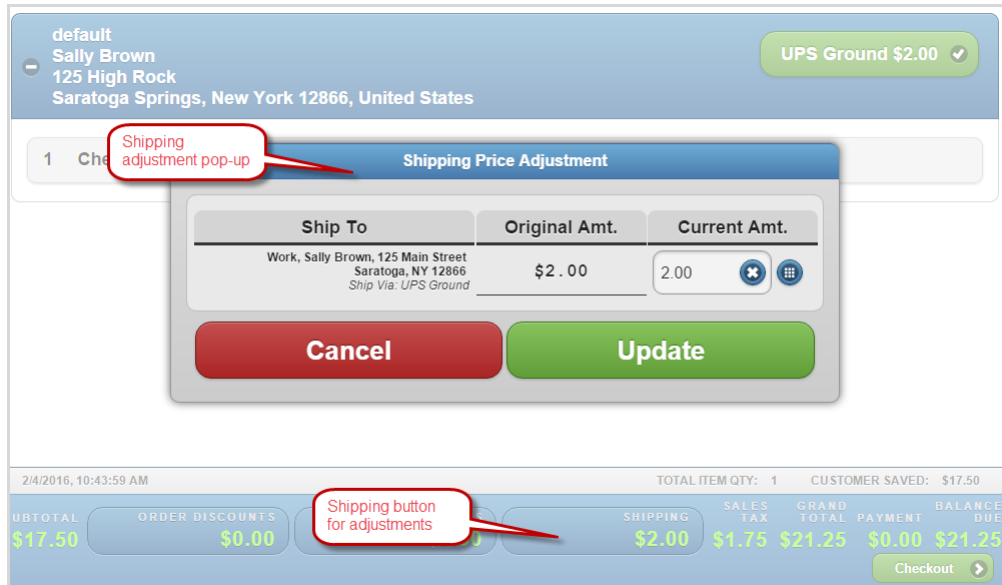 default
Sally Brown
125 High Rock
Saratoga Springs, New York 12866, United States
UPS Ground $2.00
1
Shipping
adjustment pop-up
Shipping Price Adjustment
Ship To Original Amt. Current Amt.
Work, Sally Brown, 125 Main Street
Saratoga, NY 12866
Ship Via: UPS Ground
$2.00
2.00
Cancel Update
2/4/2016, 10:43:59 AM TOTAL ITEM QTY: 1 CUSTOMER SAVED: $17.50
Shipping button
for adjustments
UBTOTAL ORDER DISCOUNTS SHIPPING SALES TAX GRAND TOTAL PAYMENT BALANCE DUE
$17.50 $0.00 $2.00 $1.75 $21.25 $0.00 $21.25
Checkout